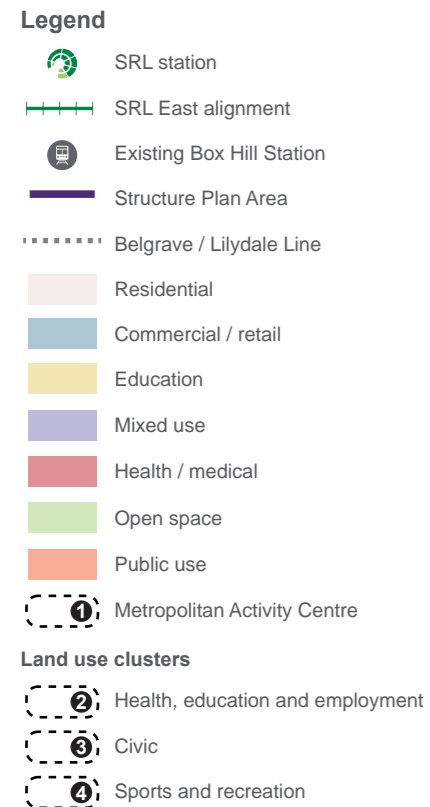 Legend
SRL station
SRL East alignment
Existing Box Hill Station
Structure Plan Area
Belgrave / Lilydale Line
Residential
Commercial / retail
Education
Mixed use
Health / medical
Open space
Public use
1 Metropolitan Activity Centre
Land use clusters
2 Health, education and employment
3 Civic
4 Sports and recreation